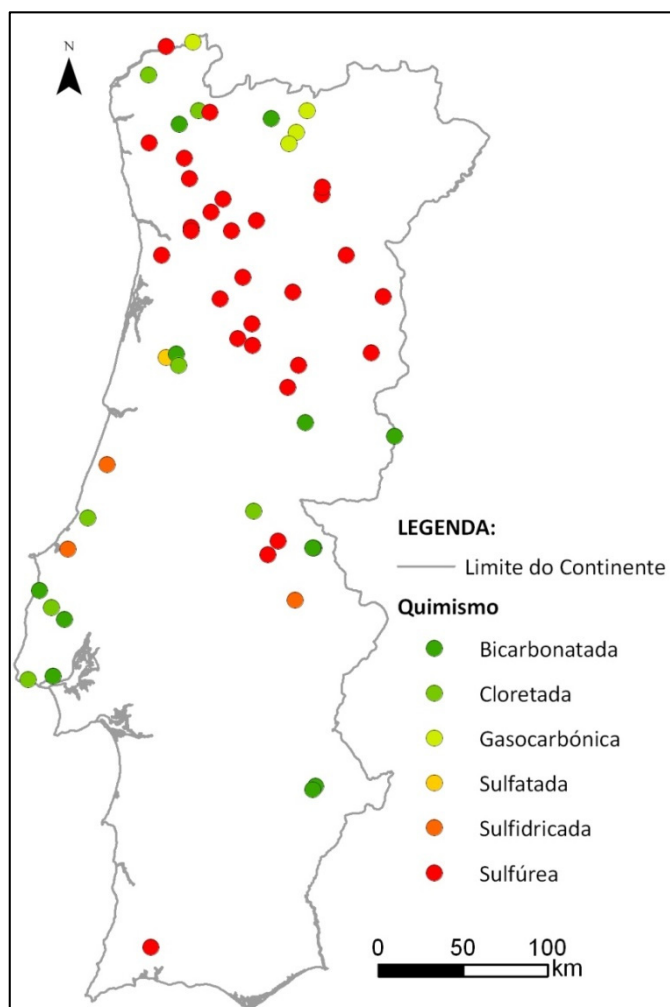 N
LEGENDA:
Limite do Continente
Quimismo
Bicarbonatada
Cloretada
Gasocarbónica
Sulfatada
Sulfidricada
Sulfúrea
0 50 100
km